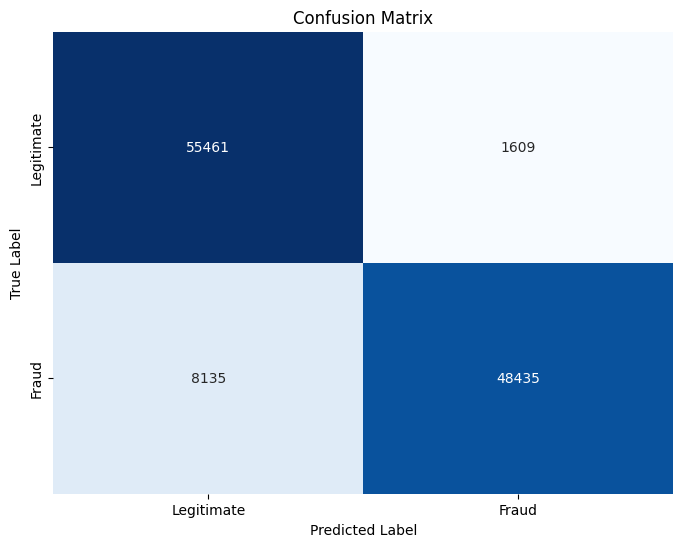 Confusion Matrix
True Label
Legitimate
55461 1609
Fraud
8135 48435
Legitimate Fraud
Predicted Label